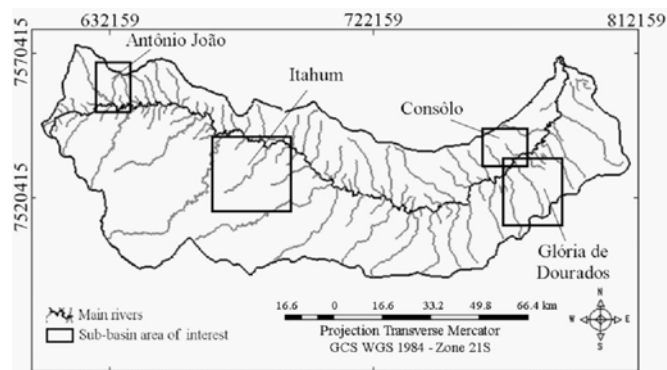 632159 722159 812159
7570415
7520415
Antônio João
Itahum
Consôlo
Glória de
Dourados
Main rivers
Sub-basin area of interest
16.6 0 16.6 33.2 49.8 66.4 km
Projection Transverse Mercator
GCS WGS 1984 - Zone 21S
N
W E
S